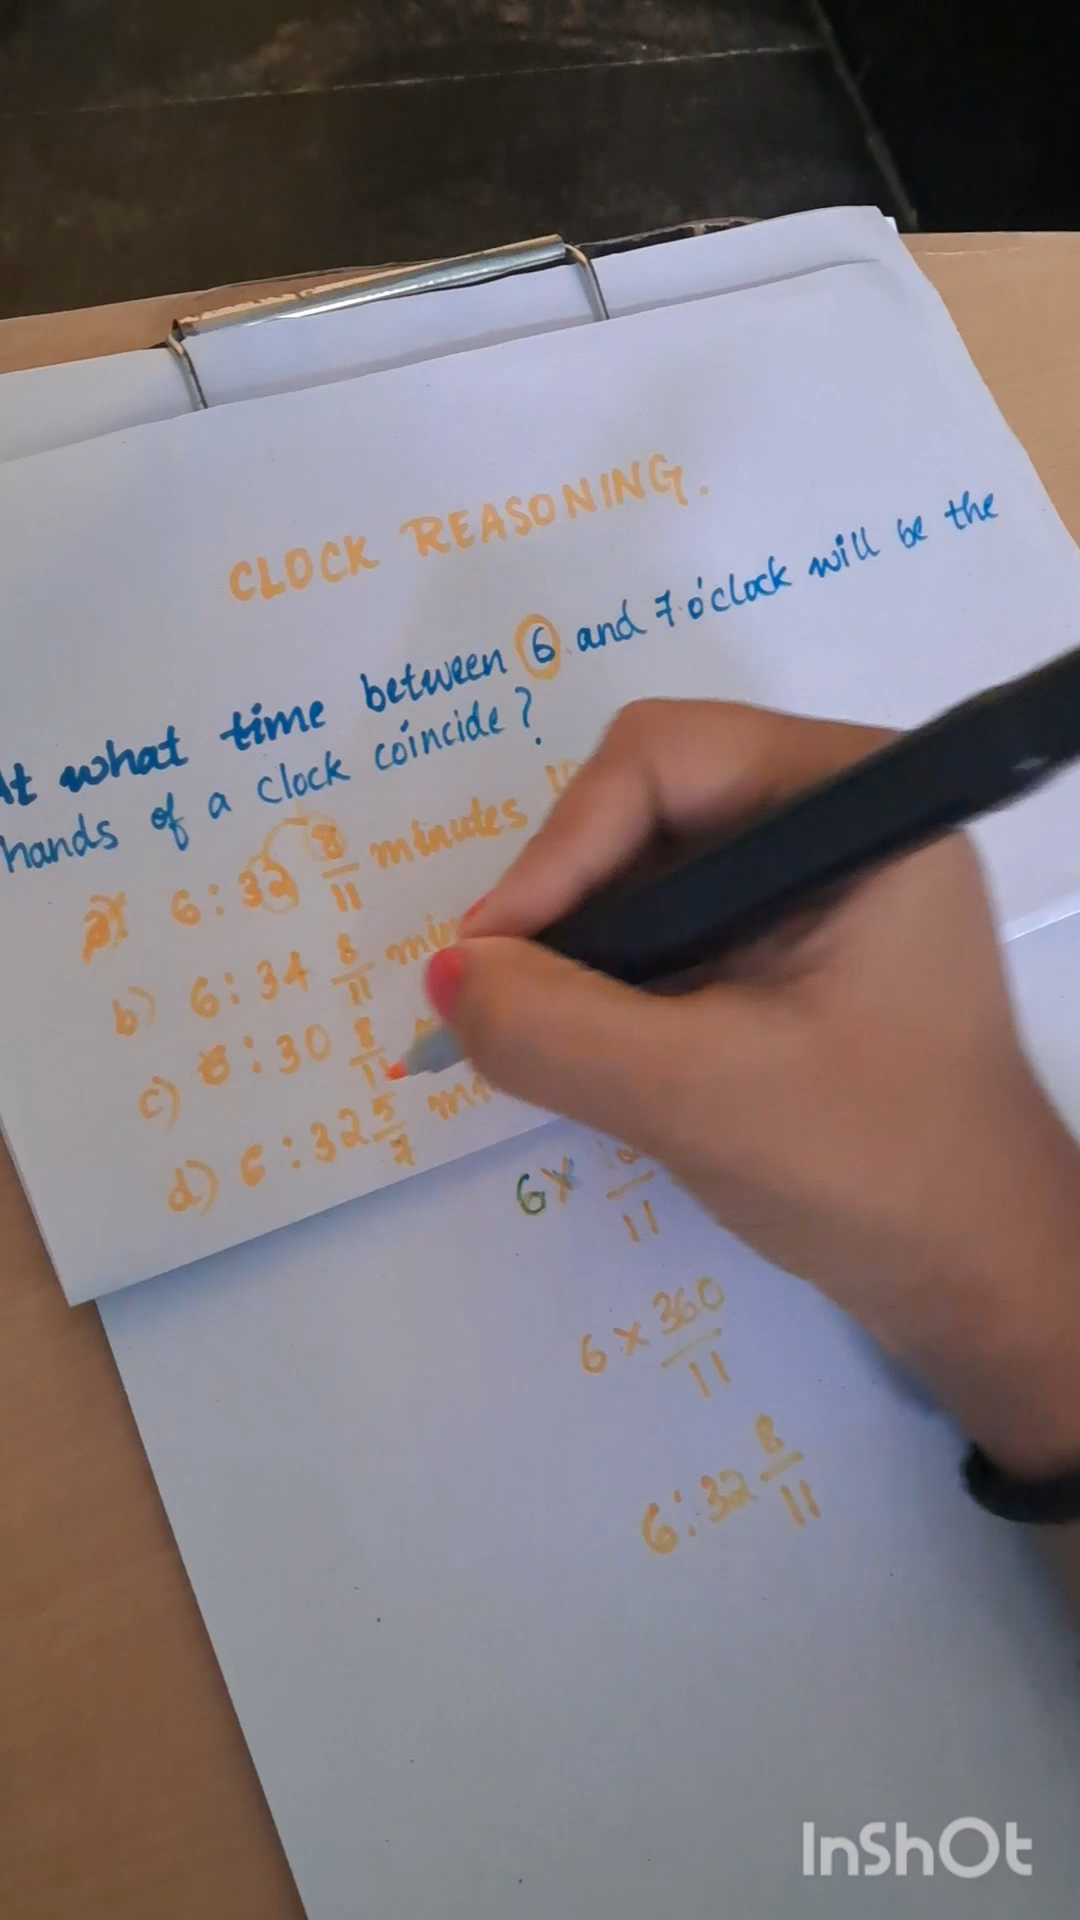 CLOCK REASONING.
At what time between 6 and 7 o'clock will be the
hands of a clock coincide?
a) 6:32 8/11 minutes
b) 6:34 8/11
c) 6:30 8/11
d) 6:32 5/7
6 ×
11
6 × 360/11
6:32 8/11
InShOt